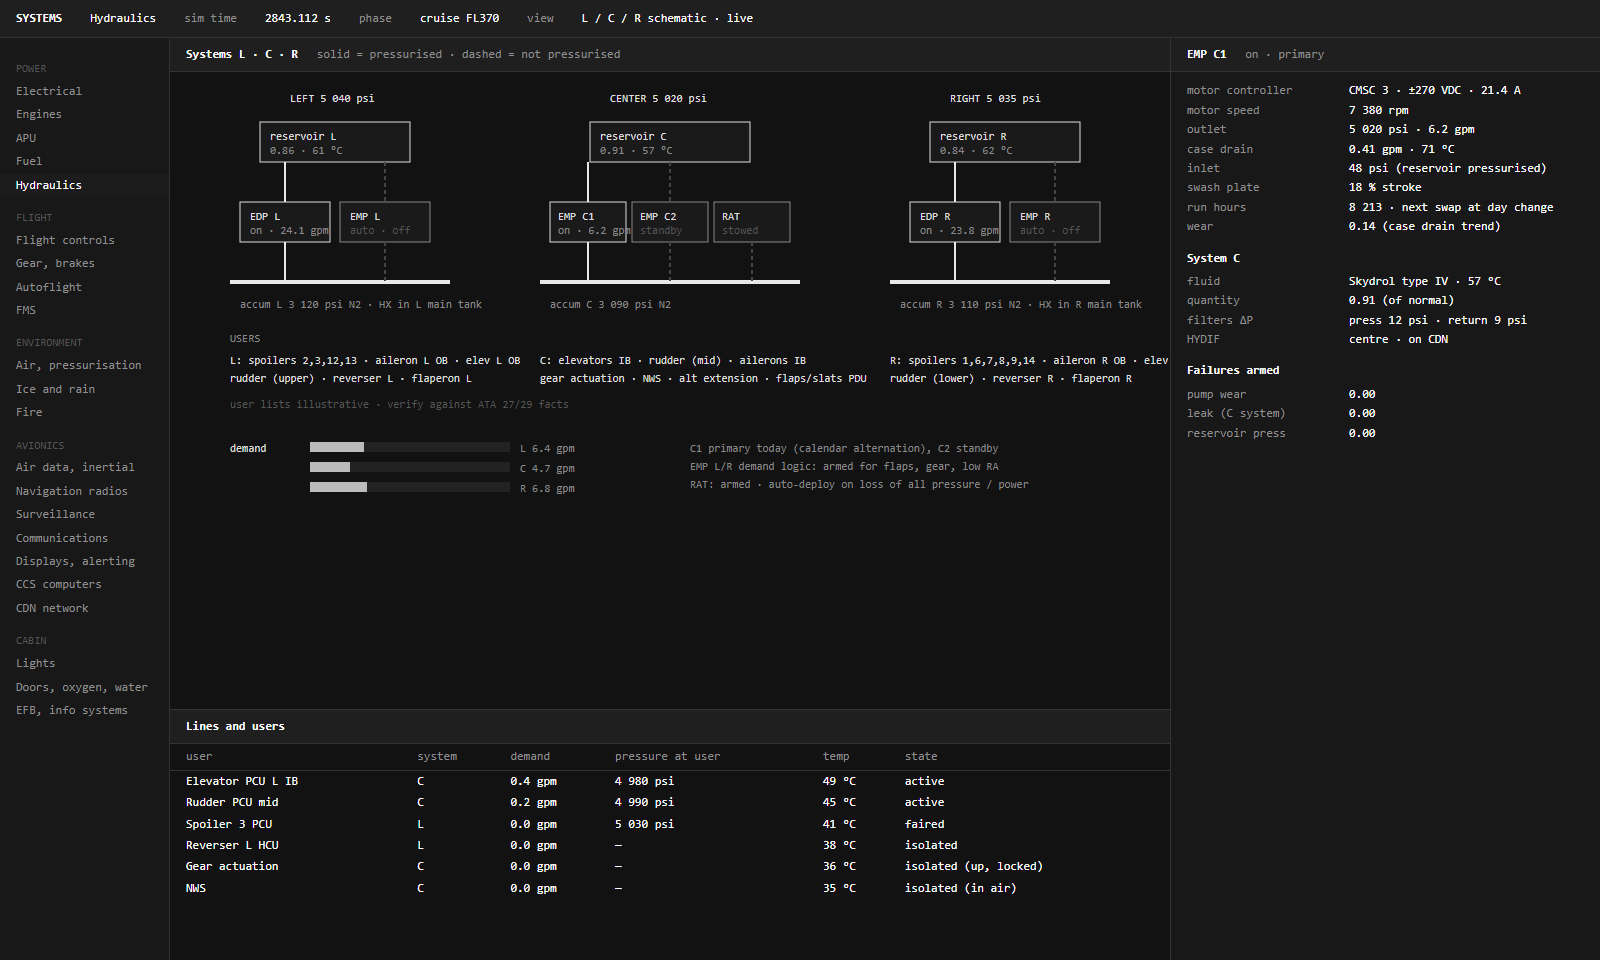 SYSTEMS Hydraulics sim time 2843.112 s phase cruise FL370 view L / C / R schematic · live
POWER
Electrical
Engines
APU
Fuel
Hydraulics
FLIGHT
Flight controls
Gear, brakes
Autoflight
FMS
ENVIRONMENT
Air, pressurisation
Ice and rain
Fire
AVIONICS
Air data, inertial
Navigation radios
Surveillance
Communications
Displays, alerting
CCS computers
CDN network
CABIN
Lights
Doors, oxygen, water
EFB, info systems
Systems L · C · R solid = pressurised · dashed = not pressurised
LEFT 5 040 psi CENTER 5 020 psi RIGHT 5 035 psi
reservoir L reservoir C reservoir R
0.86 · 61 °C 0.91 · 57 °C 0.84 · 62 °C
EDP L EMP L EMP C1 EMP C2 RAT EDP R EMP R
on · 24.1 gpm auto · off on · 6.2 gpm standby stowed on · 23.8 gpm auto · off
accum L 3 120 psi N2 · HX in L main tank accum C 3 090 psi N2 accum R 3 110 psi N2 · HX in R main tank
USERS
L: spoilers 2,3,12,13 · aileron L OB · elev L OB C: elevators IB · rudder (mid) · ailerons IB R: spoilers 1,6,7,8,9,14 · aileron R OB · elev
rudder (upper) · reverser L · flaperon L gear actuation · NWS · alt extension · flaps/slats PDU rudder (lower) · reverser R · flaperon R
user lists illustrative · verify against ATA 27/29 facts
demand L 6.4 gpm C1 primary today (calendar alternation), C2 standby
C 4.7 gpm EMP L/R demand logic: armed for flaps, gear, low RA
R 6.8 gpm RAT: armed · auto-deploy on loss of all pressure / power
Lines and users
user system demand pressure at user temp state
Elevator PCU L IB C 0.4 gpm 4 980 psi 49 °C active
Rudder PCU mid C 0.2 gpm 4 990 psi 45 °C active
Spoiler 3 PCU L 0.0 gpm 5 030 psi 41 °C faired
Reverser L HCU L 0.0 gpm — 38 °C isolated
Gear actuation C 0.0 gpm — 36 °C isolated (up, locked)
NWS C 0.0 gpm — 35 °C isolated (in air)
EMP C1 on · primary
motor controller CMSC 3 · ±270 VDC · 21.4 A
motor speed 7 380 rpm
outlet 5 020 psi · 6.2 gpm
case drain 0.41 gpm · 71 °C
inlet 48 psi (reservoir pressurised)
swash plate 18 % stroke
run hours 8 213 · next swap at day change
wear 0.14 (case drain trend)
System C
fluid Skydrol type IV · 57 °C
quantity 0.91 (of normal)
filters ΔP press 12 psi · return 9 psi
HYDIF centre · on CDN
Failures armed
pump wear 0.00
leak (C system) 0.00
reservoir press 0.00